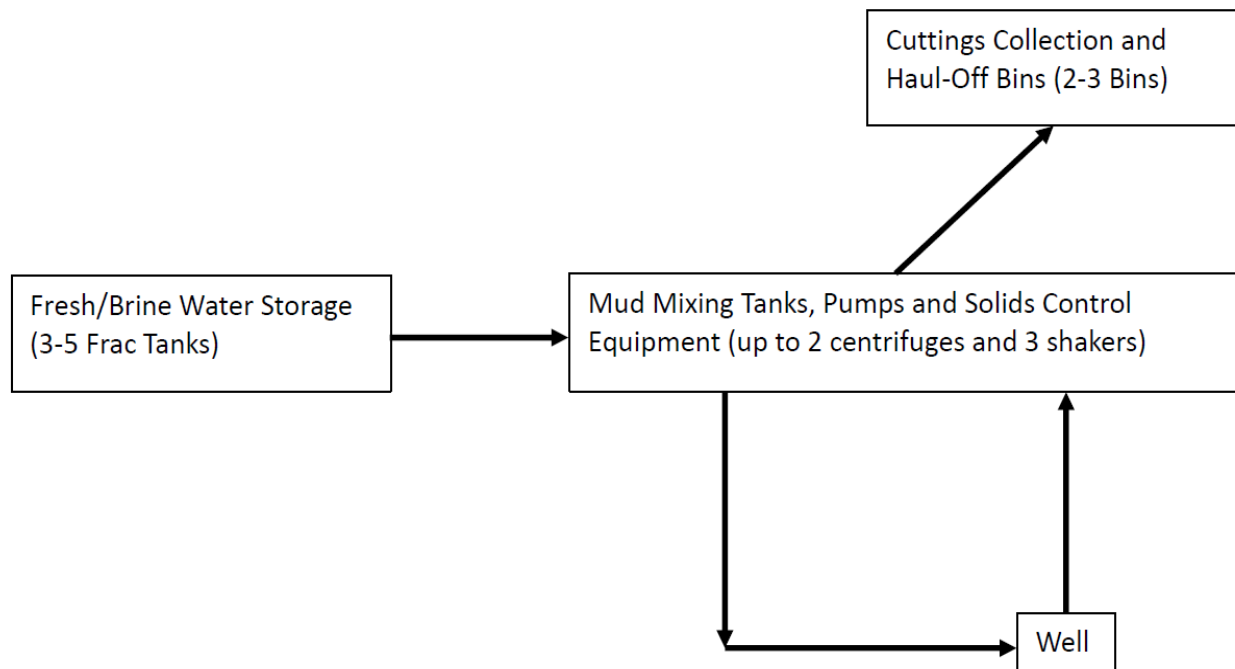 Cuttings Collection and
Haul-Off Bins (2-3 Bins)
Fresh/Brine Water Storage
(3-5 Frac Tanks)
Mud Mixing Tanks, Pumps and Solids Control
Equipment (up to 2 centrifuges and 3 shakers)
Well